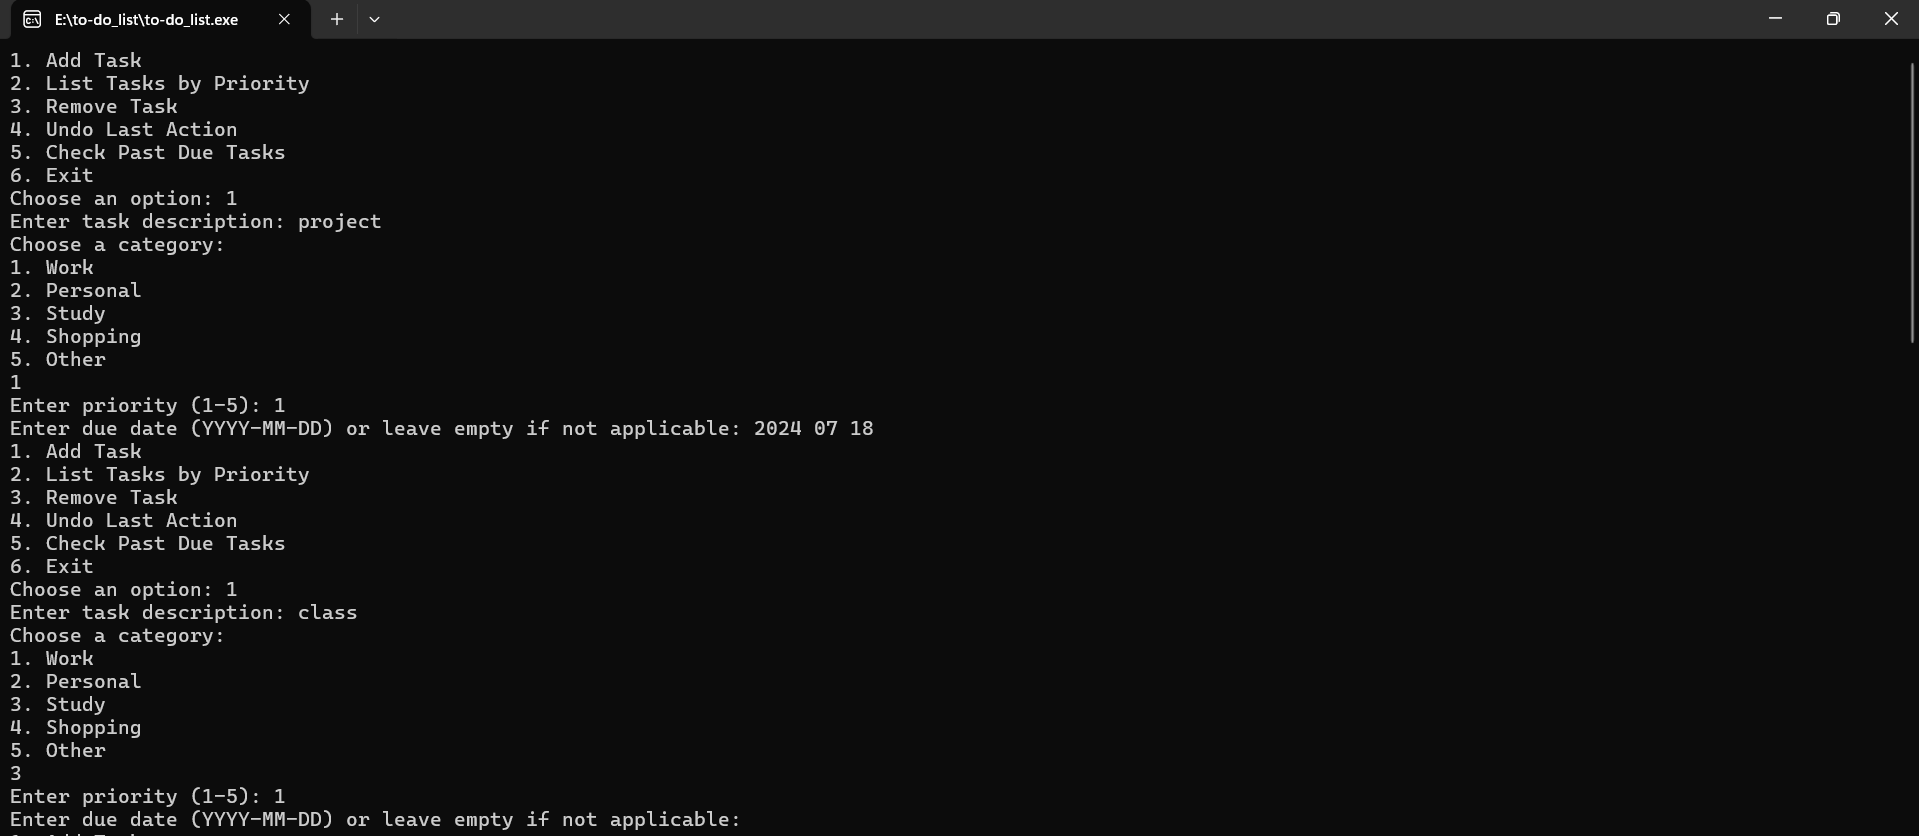 E:\to-do_list\to-do_list.exe
1. Add Task
2. List Tasks by Priority
3. Remove Task
4. Undo Last Action
5. Check Past Due Tasks
6. Exit
Choose an option: 1
Enter task description: project
Choose a category:
1. Work
2. Personal
3. Study
4. Shopping
5. Other
1
Enter priority (1-5): 1
Enter due date (YYYY-MM-DD) or leave empty if not applicable: 2024 07 18
1. Add Task
2. List Tasks by Priority
3. Remove Task
4. Undo Last Action
5. Check Past Due Tasks
6. Exit
Choose an option: 1
Enter task description: class
Choose a category:
1. Work
2. Personal
3. Study
4. Shopping
5. Other
3
Enter priority (1-5): 1
Enter due date (YYYY-MM-DD) or leave empty if not applicable: